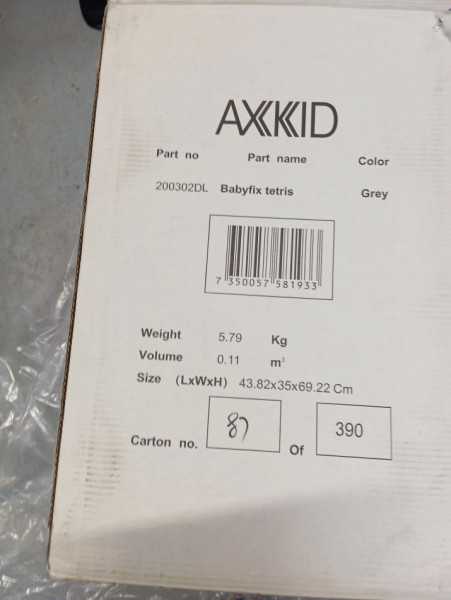 AXKID
Part no Part name Color
200302DL Babyfix tetris Grey
7 350057 581933
Weight 5.79 Kg
Volume 0.11 m³
Size (LxWxH) 43.82x35x69.22 Cm
Carton no. 87 Of 390